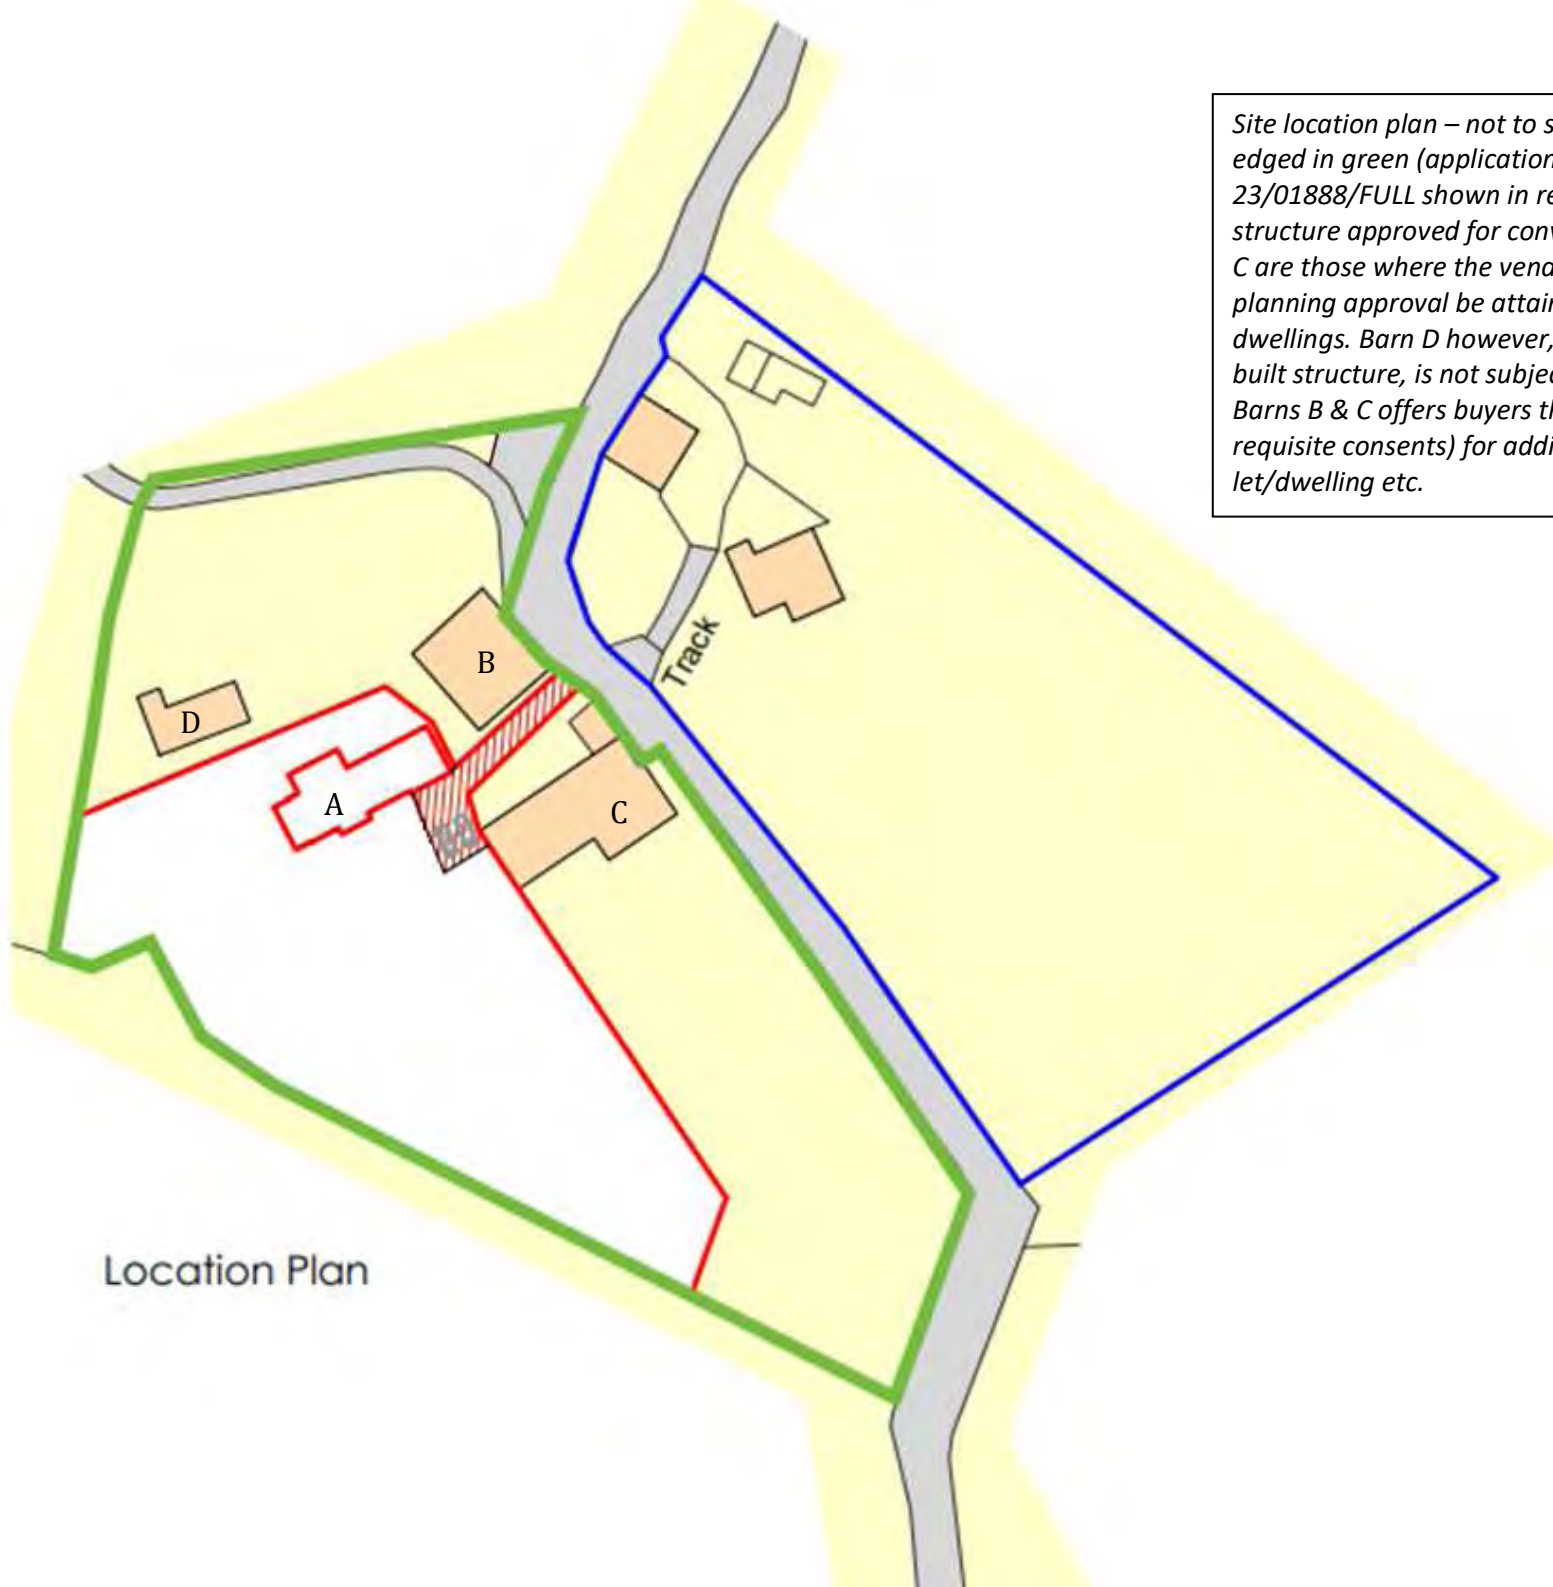 Site location plan – not to s
edged in green (application
23/01888/FULL shown in re
structure approved for conv
C are those where the vend
planning approval be attain
dwellings. Barn D however,
built structure, is not subjec
Barns B & C offers buyers th
requisite consents) for addi
let/dwelling etc.
Track
B
D
A
C
Location Plan